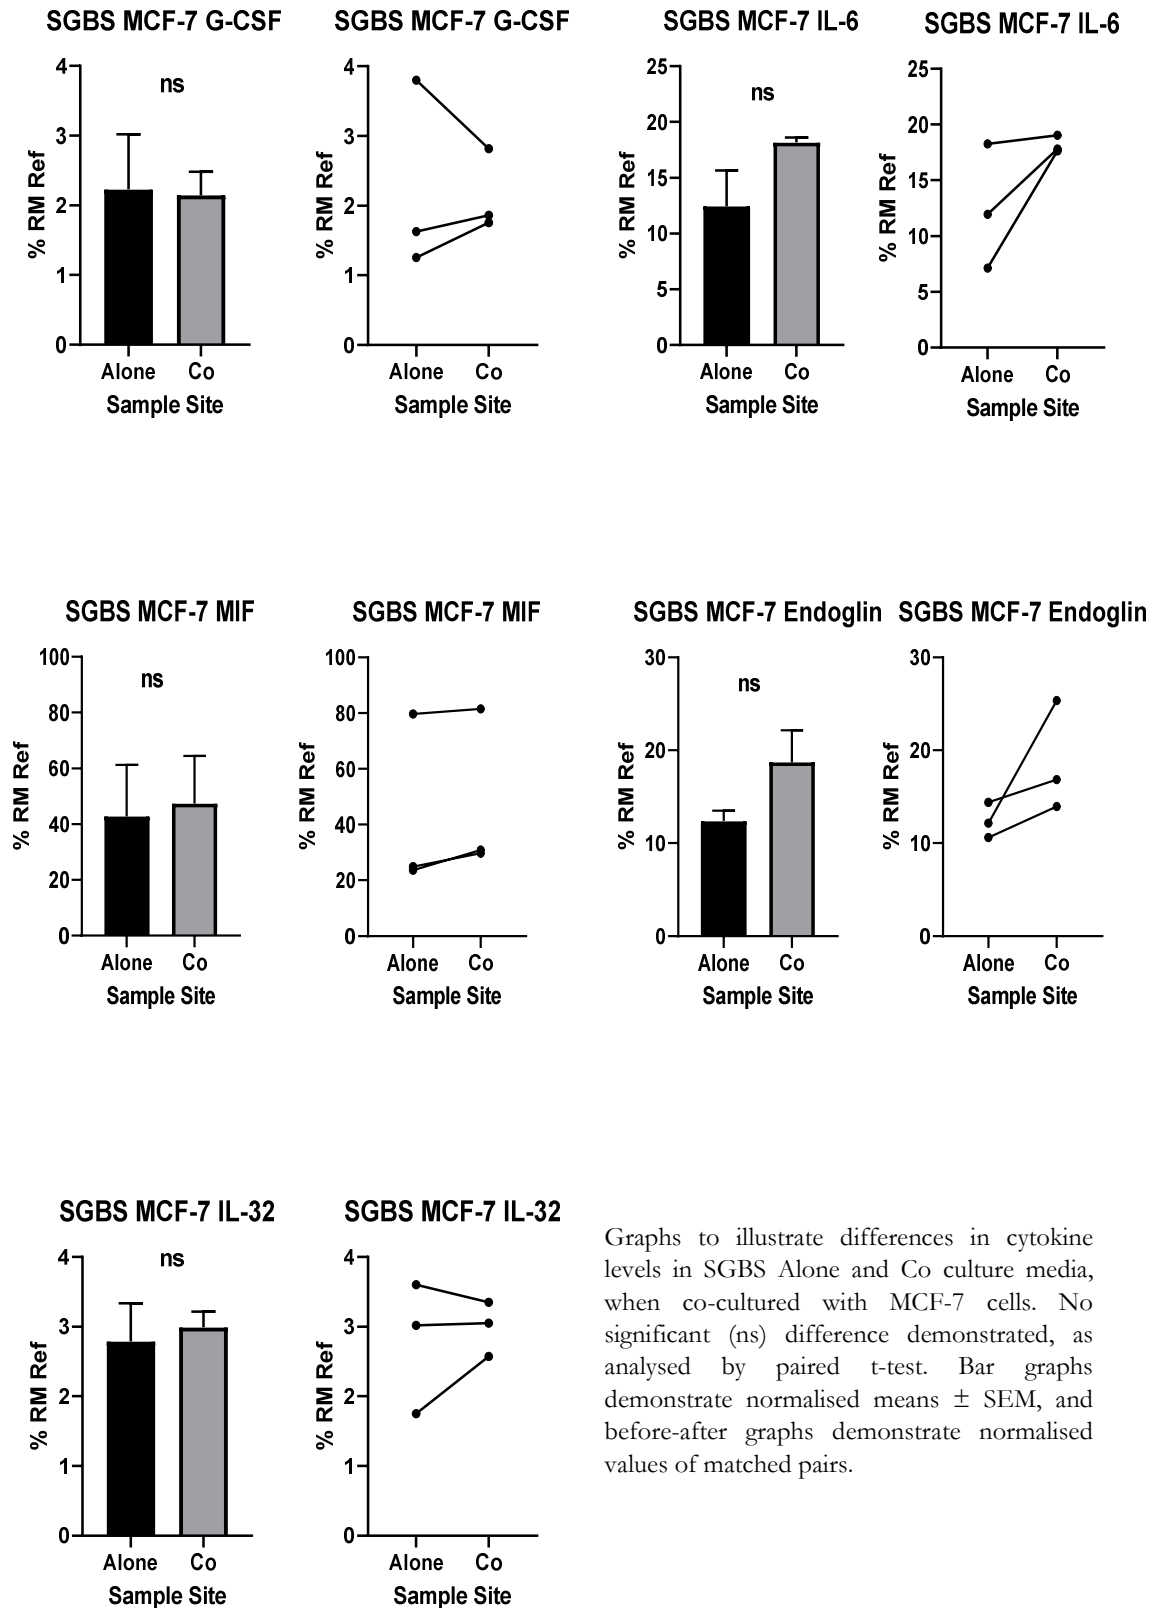 SGBS MCF-7 G-CSF
4
3
2
1
0
% RM Ref
ns
Alone Co
Sample Site
SGBS MCF-7 G-CSF
4
3
2
1
0
% RM Ref
Alone Co
Sample Site
SGBS MCF-7 IL-6
25
20
15
10
5
0
% RM Ref
ns
Alone Co
Sample Site
SGBS MCF-7 IL-6
25
20
15
10
5
0
% RM Ref
Alone Co
Sample Site
SGBS MCF-7 MIF
100
80
60
40
20
0
% RM Ref
ns
Alone Co
Sample Site
SGBS MCF-7 MIF
100
80
60
40
20
0
% RM Ref
Alone Co
Sample Site
SGBS MCF-7 Endoglin
30
20
10
0
% RM Ref
ns
Alone Co
Sample Site
SGBS MCF-7 Endoglin
30
20
10
0
% RM Ref
Alone Co
Sample Site
SGBS MCF-7 IL-32
4
3
2
1
0
% RM Ref
ns
Alone Co
Sample Site
SGBS MCF-7 IL-32
4
3
2
1
0
% RM Ref
Alone Co
Sample Site
Graphs to illustrate differences in cytokine
levels in SGBS Alone and Co culture media,
when co-cultured with MCF-7 cells. No
significant (ns) difference demonstrated, as
analysed by paired t-test. Bar graphs
demonstrate normalised means ± SEM, and
before-after graphs demonstrate normalised
values of matched pairs.